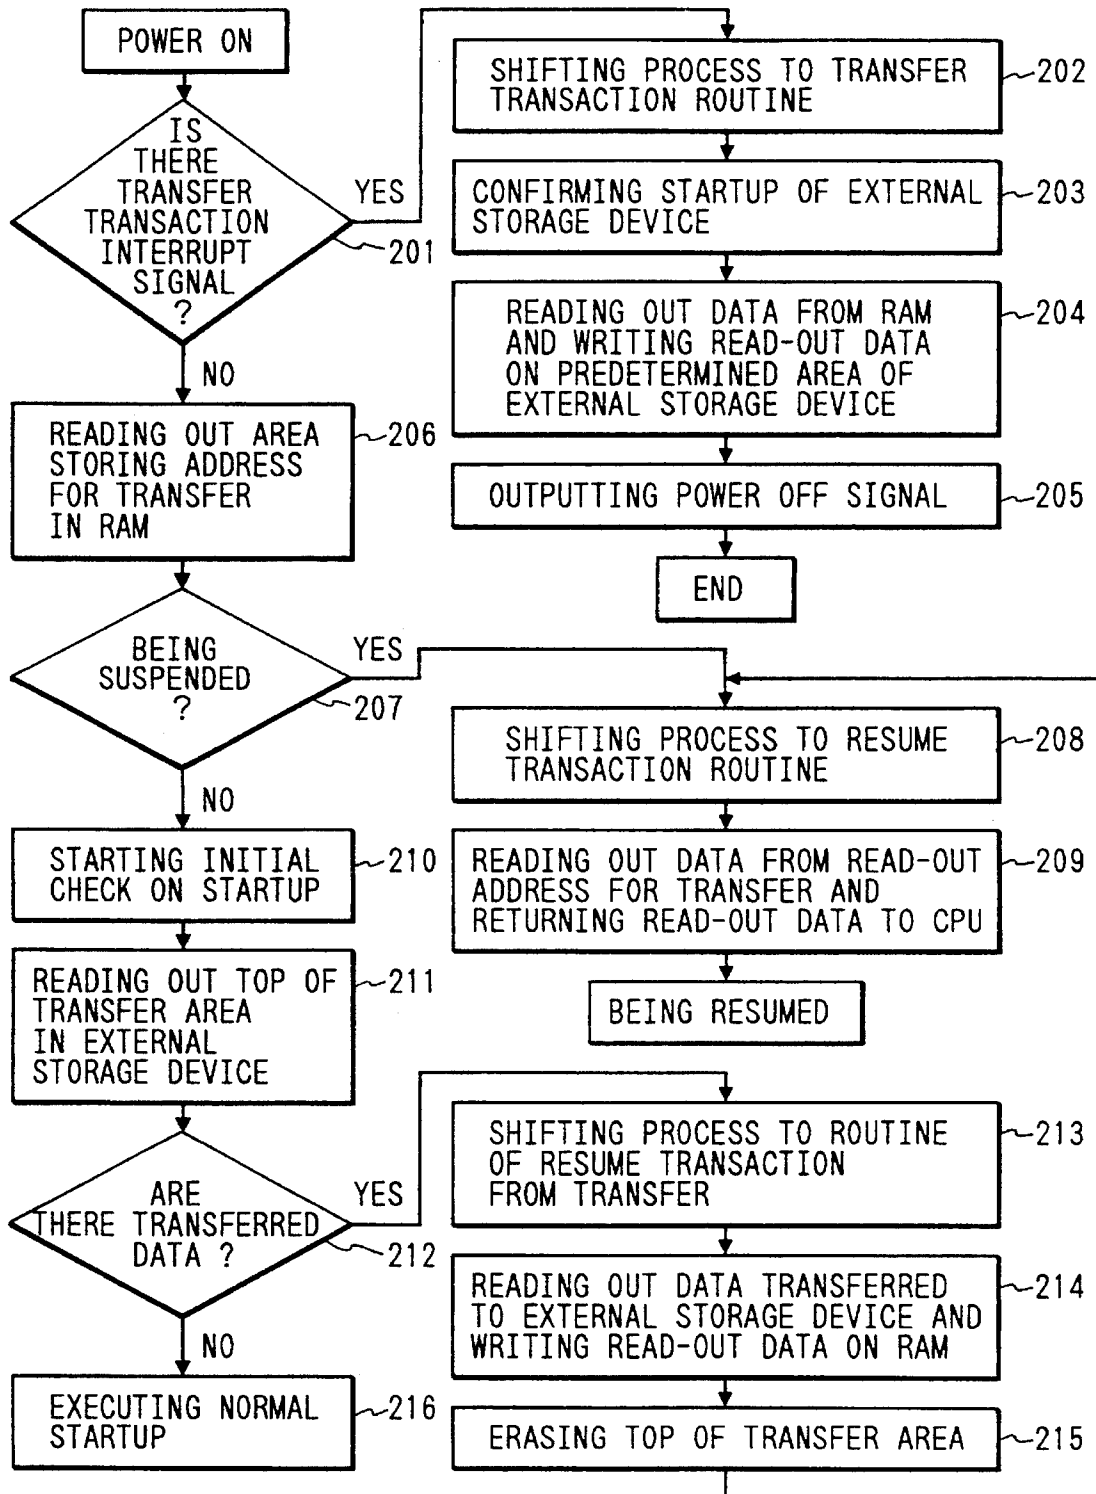 POWER ON
IS
THERE
TRANSFER
TRANSACTION
INTERRUPT
SIGNAL
?
201
YES
NO
SHIFTING PROCESS TO TRANSFER
TRANSACTION ROUTINE
202
CONFIRMING STARTUP OF EXTERNAL
STORAGE DEVICE
203
READING OUT DATA FROM RAM
AND WRITING READ-OUT DATA
ON PREDETERMINED AREA OF
EXTERNAL STORAGE DEVICE
204
OUTPUTTING POWER OFF SIGNAL
205
END
READING OUT AREA
STORING ADDRESS
FOR TRANSFER
IN RAM
206
BEING
SUSPENDED
?
207
YES
NO
SHIFTING PROCESS TO RESUME
TRANSACTION ROUTINE
208
READING OUT DATA FROM READ-OUT
ADDRESS FOR TRANSFER AND
RETURNING READ-OUT DATA TO CPU
209
BEING RESUMED
STARTING INITIAL
CHECK ON STARTUP
210
READING OUT TOP OF
TRANSFER AREA
IN EXTERNAL
STORAGE DEVICE
211
ARE
THERE TRANSFERRED
DATA ?
212
YES
NO
SHIFTING PROCESS TO ROUTINE
OF RESUME TRANSACTION
FROM TRANSFER
213
READING OUT DATA TRANSFERRED
TO EXTERNAL STORAGE DEVICE AND
WRITING READ-OUT DATA ON RAM
214
ERASING TOP OF TRANSFER AREA
215
EXECUTING NORMAL
STARTUP
216